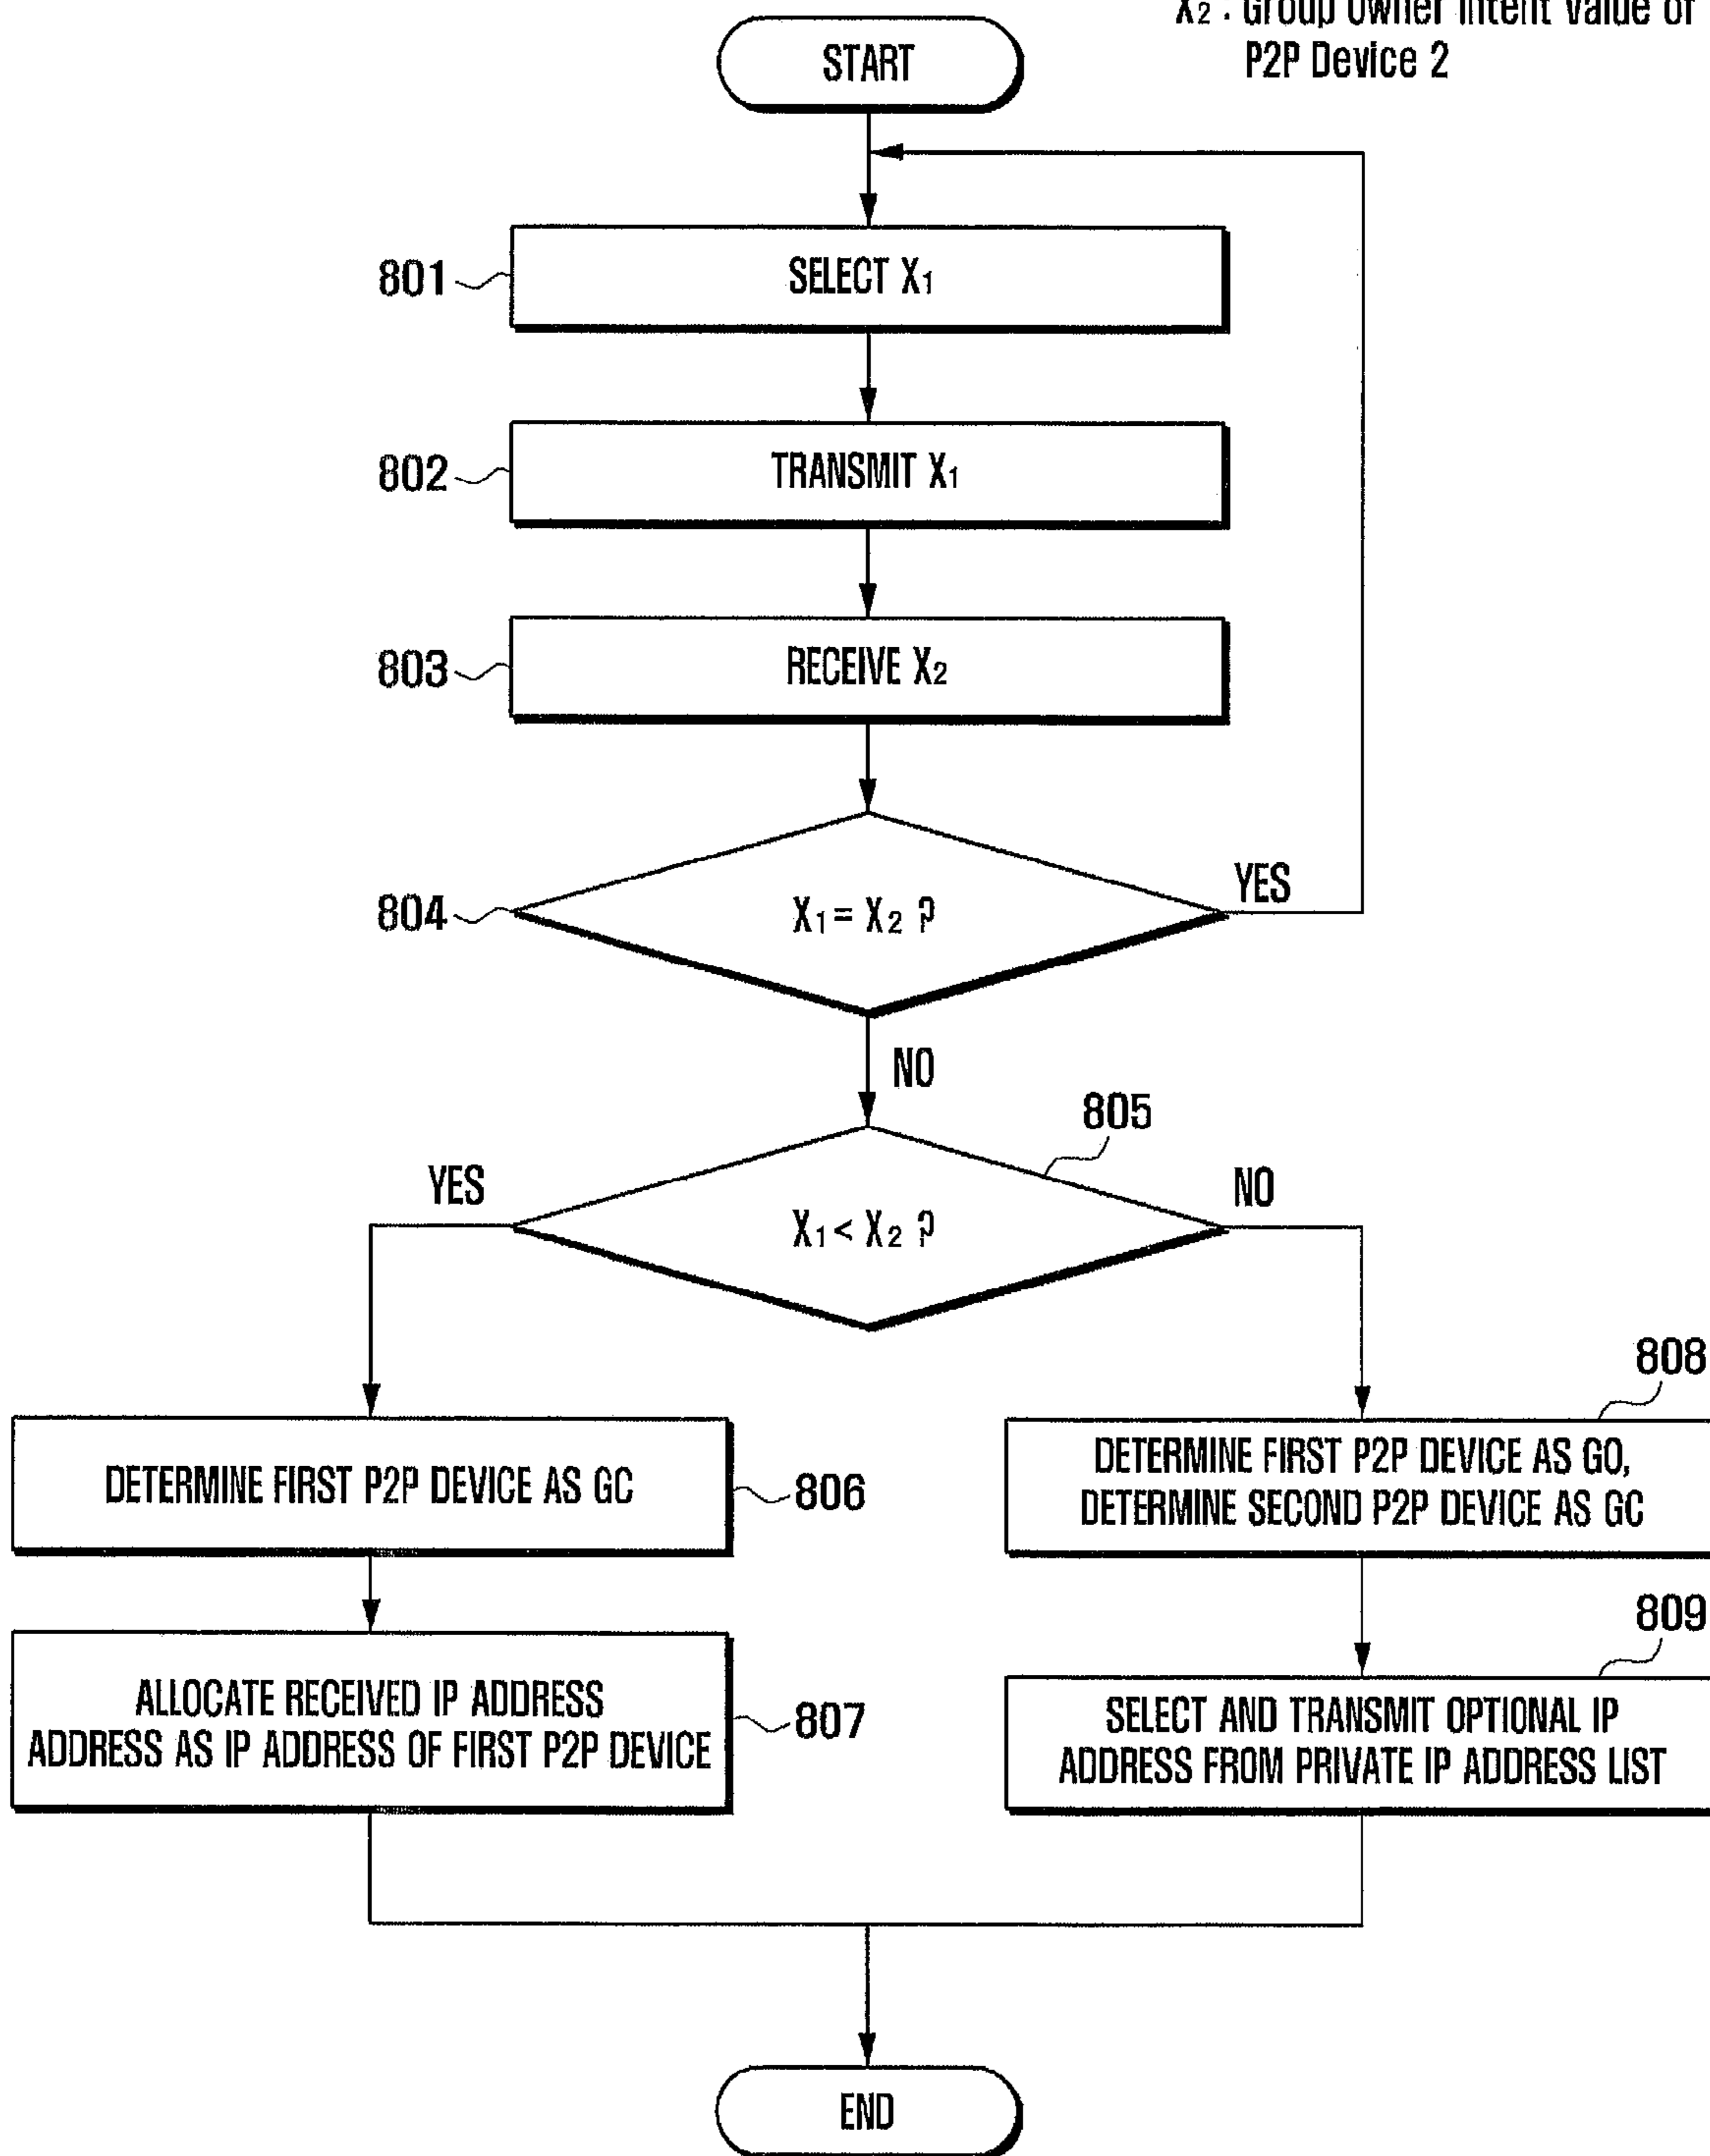 X2 : Group Owner Intent Value of
P2P Device 2
START
801
SELECT X1
802
TRANSMIT X1
803
RECEIVE X2
804
X1 = X2 ?
YES
NO
805
YES
X1 < X2 ?
NO
808
DETERMINE FIRST P2P DEVICE AS GC
806
DETERMINE FIRST P2P DEVICE AS GO,
DETERMINE SECOND P2P DEVICE AS GC
809
ALLOCATE RECEIVED IP ADDRESS
ADDRESS AS IP ADDRESS OF FIRST P2P DEVICE
807
SELECT AND TRANSMIT OPTIONAL IP
ADDRESS FROM PRIVATE IP ADDRESS LIST
END